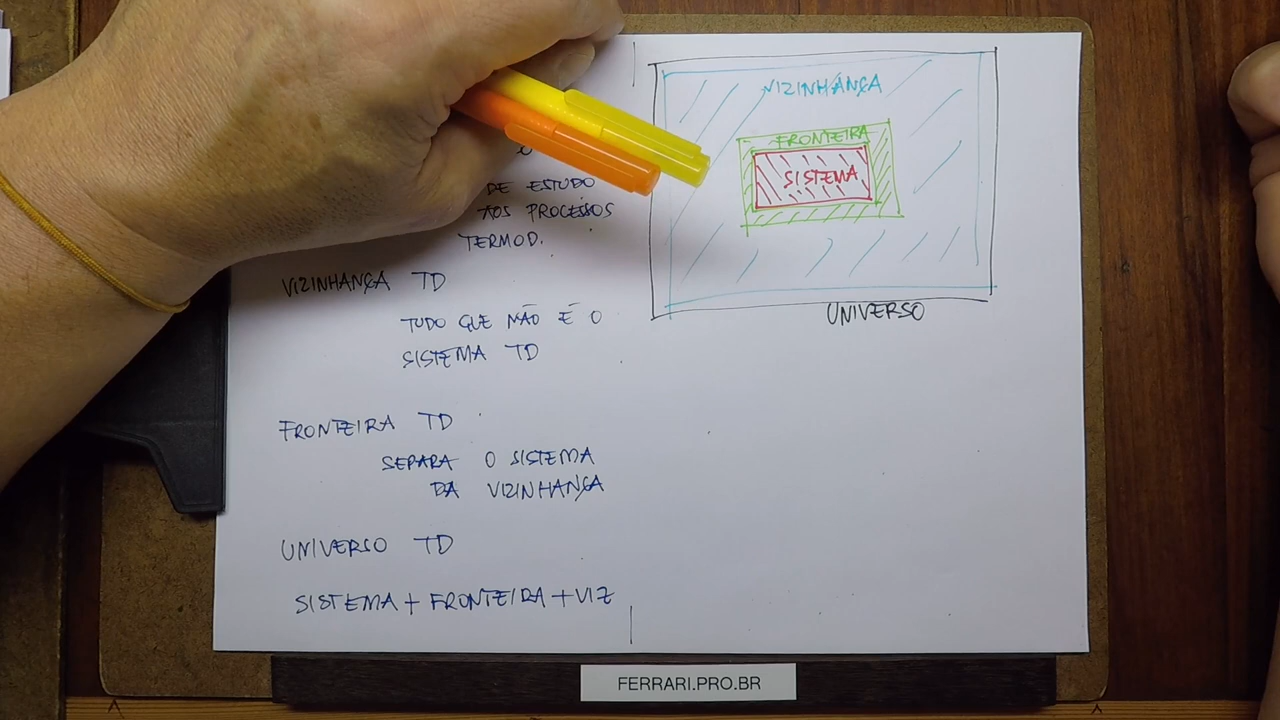 DE ESTUDO
AOS PROCESSOS
TERMOD.
VIZINHANÇA TD
TUDO QUE NÃO É O
SISTEMA TD
FRONTEIRA TD
SEPARA O SISTEMA
DA VIZINHANÇA
UNIVERSO TD
SISTEMA + FRONTEIRA + VIZ
VIZINHANÇA
FRONTEIRA
SISTEMA
UNIVERSO
FERRARI.PRO.BR